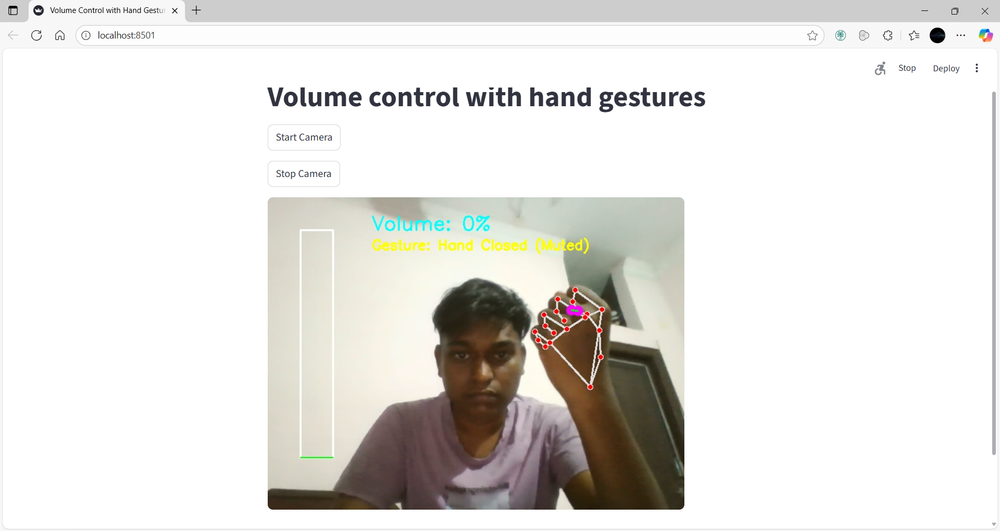 Volume Control with Hand Gestur
localhost:8501
Stop
Deploy
Volume control with hand gestures
Start Camera
Stop Camera
Volume: 0%
Gesture: Hand Closed (Muted)